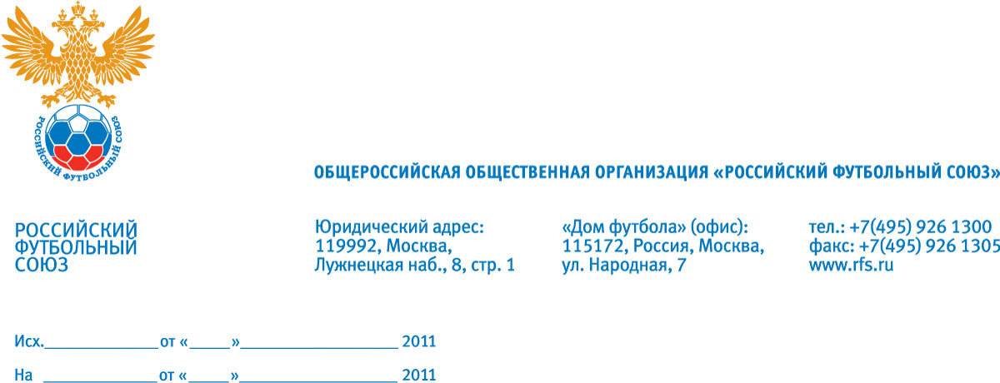 РОССИЙСКИЙ ФУТБОЛЬНЫЙ СОЮЗ
ОБЩЕРОССИЙСКАЯ ОБЩЕСТВЕННАЯ ОРГАНИЗАЦИЯ «РОССИЙСКИЙ ФУТБОЛЬНЫЙ СОЮЗ»
РОССИЙСКИЙ
ФУТБОЛЬНЫЙ
СОЮЗ
Юридический адрес:
119992, Москва,
Лужнецкая наб., 8, стр. 1
«Дом футбола» (офис):
115172, Россия, Москва,
ул. Народная, 7
тел.: +7(495) 926 1300
факс: +7(495) 926 1305
www.rfs.ru
Исх.______________от «_____»___________________ 2011
На ______________от «_____»___________________ 2011